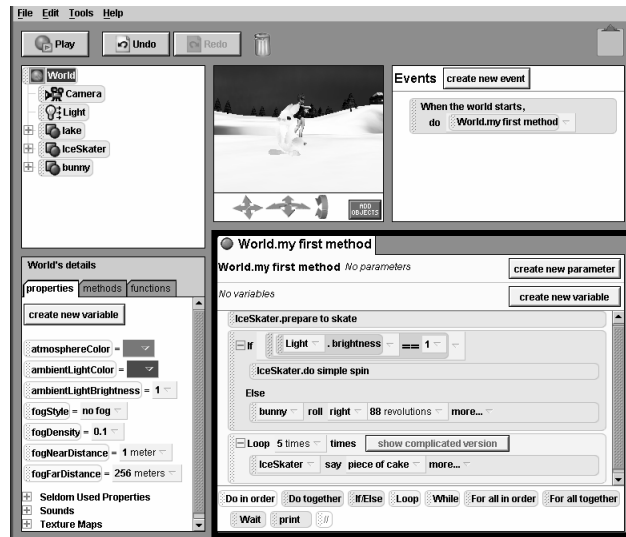 File Edit Tools Help
Play Undo Redo
World
Camera
Light
lake
IceSkater
bunny
ADD OBJECTS
Events create new event
When the world starts,
do World.my first method
World's details
properties methods functions
create new variable
atmosphereColor =
ambientLightColor =
ambientLightBrightness = 1
fogStyle = no fog
fogDensity = 0.1
fogNearDistance = 1 meter
fogFarDistance = 256 meters
Seldom Used Properties
Sounds
Texture Maps
World.my first method
World.my first method No parameters create new parameter
No variables create new variable
IceSkater.prepare to skate
If Light . brightness == 1
IceSkater.do simple spin
Else
bunny roll right 88 revolutions more...
Loop 5 times times show complicated version
IceSkater say piece of cake more...
Do in order Do together If/Else Loop While For all in order For all together
Wait print //